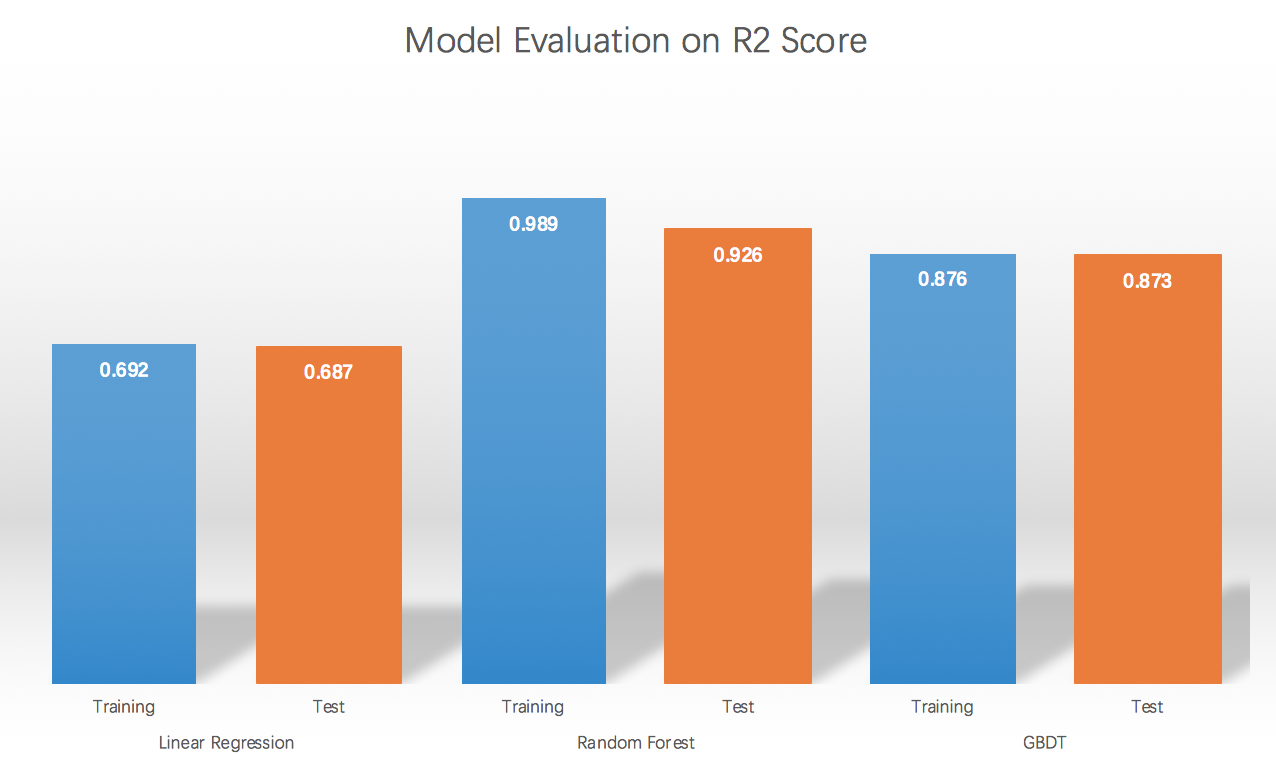 Model Evaluation on R2 Score
0.692
0.687
0.989
0.926
0.876
0.873
Training Test Training Test Training Test
Linear Regression Random Forest GBDT